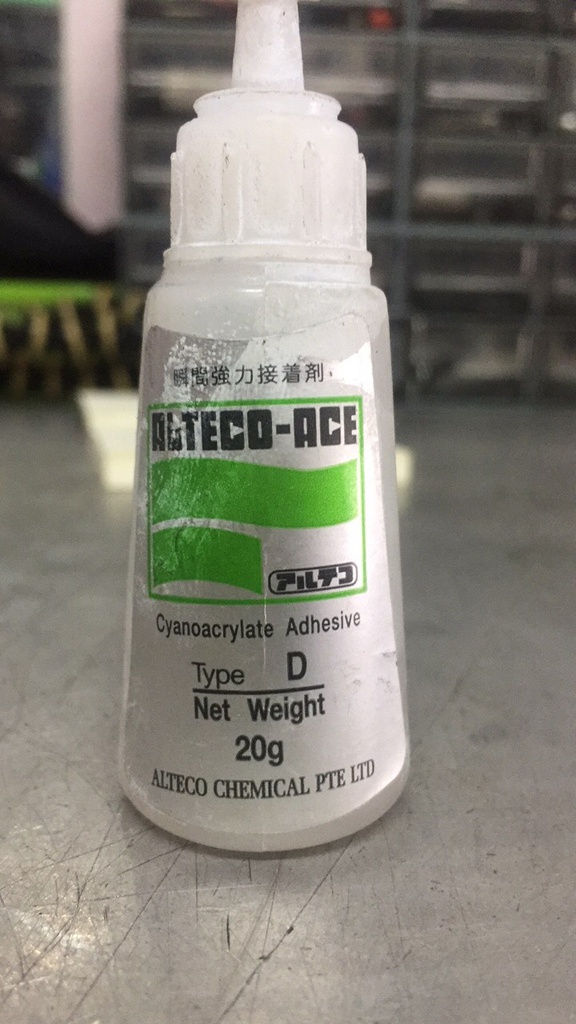 瞬間強力接着剤
ALTECO-ACE
アルテコ
Cyanoacrylate Adhesive
Type D
Net Weight
20g
ALTECO CHEMICAL PTE LTD